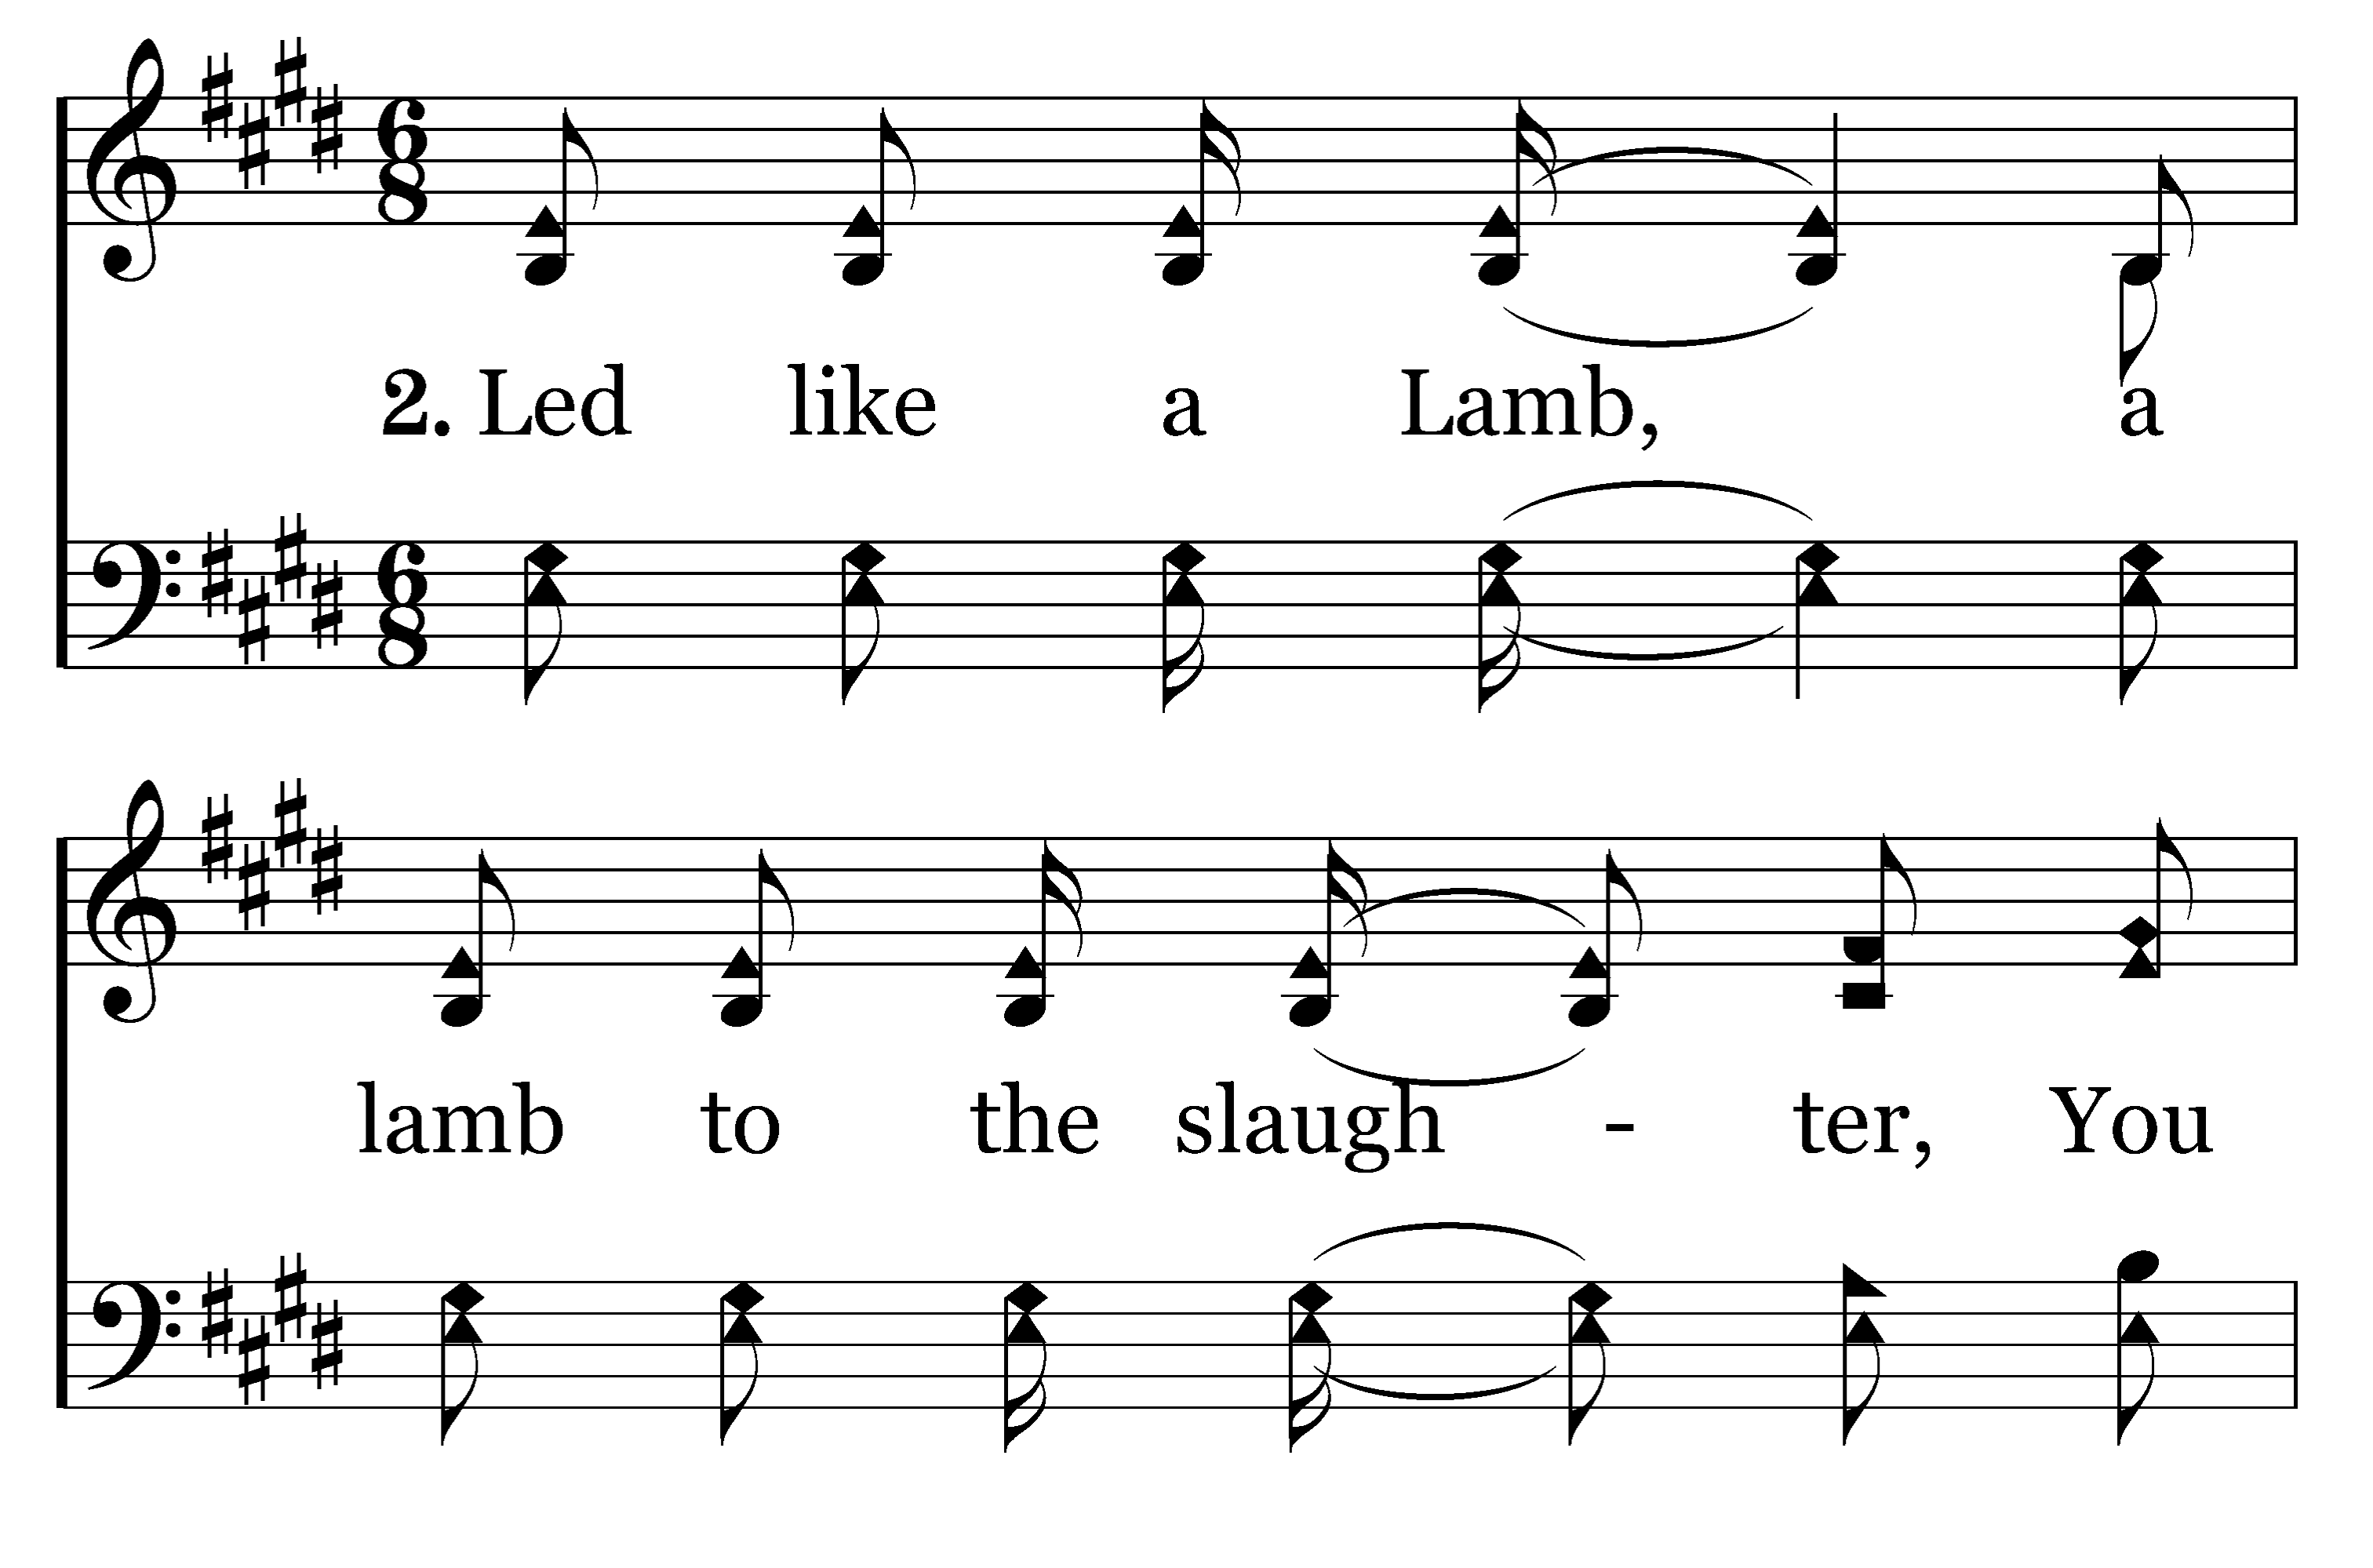 2. Led like a Lamb, a
lamb to the slaugh - ter, You